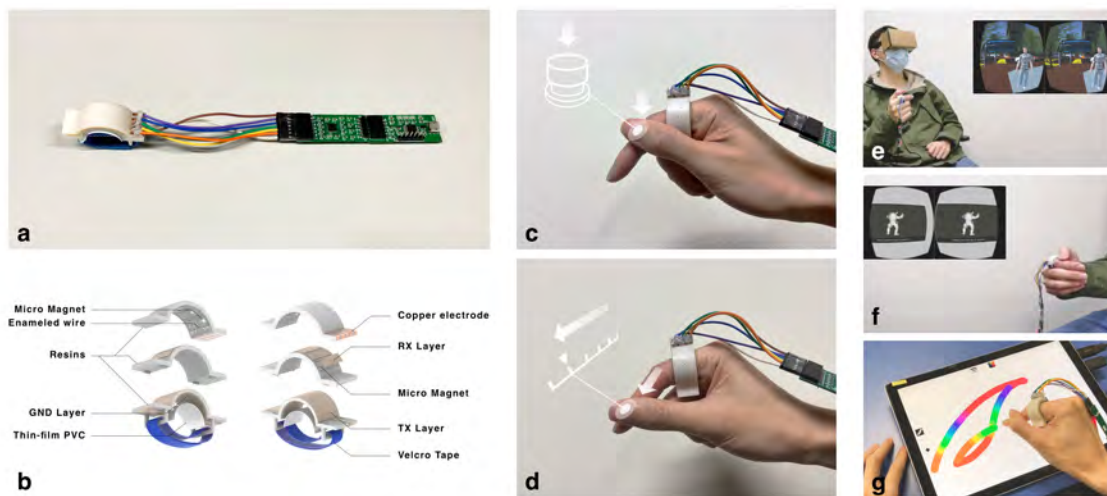 a
Micro Magnet
Enameled wire
Resins
GND Layer
Thin-film PVC
Copper electrode
RX Layer
Micro Magnet
TX Layer
Velcro Tape
b
c
d
e
f
g